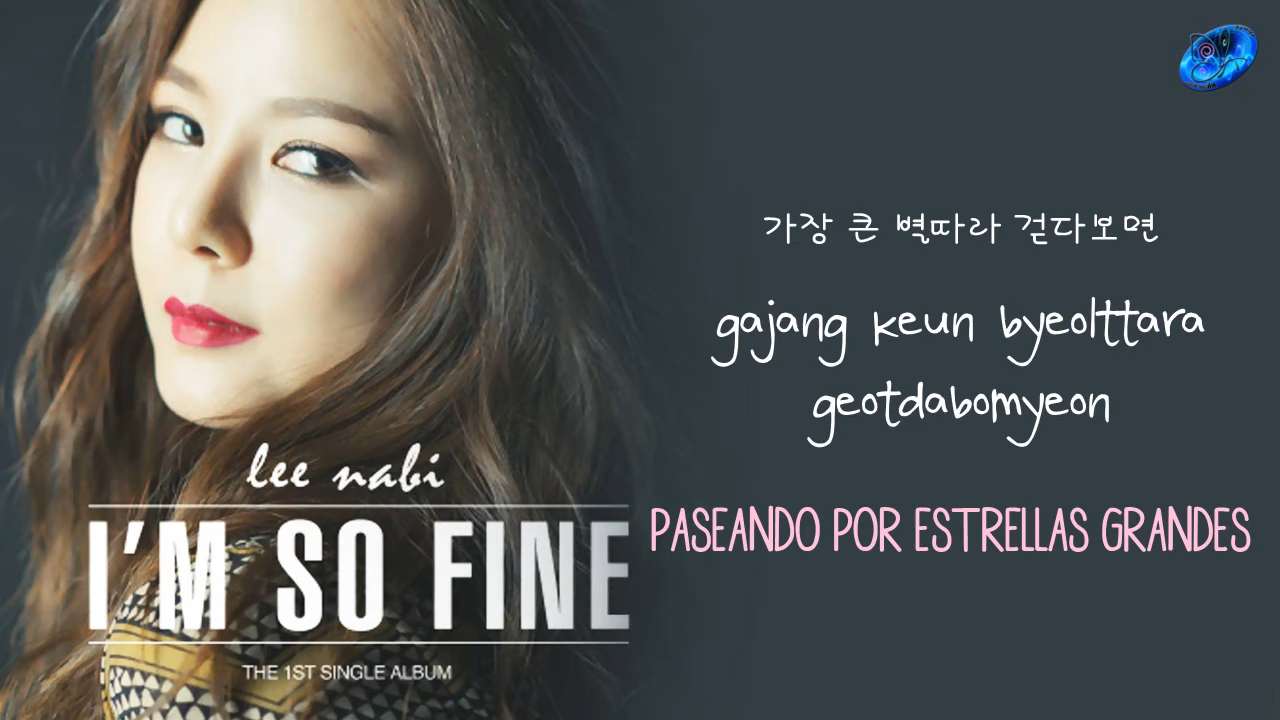 lee nabi
I'M SO FINE
THE 1ST SINGLE ALBUM
가장 큰 별따라 걷다보면
gajang keun byeolttara
geotdabomyeon
PASEANDO POR ESTRELLAS GRANDES